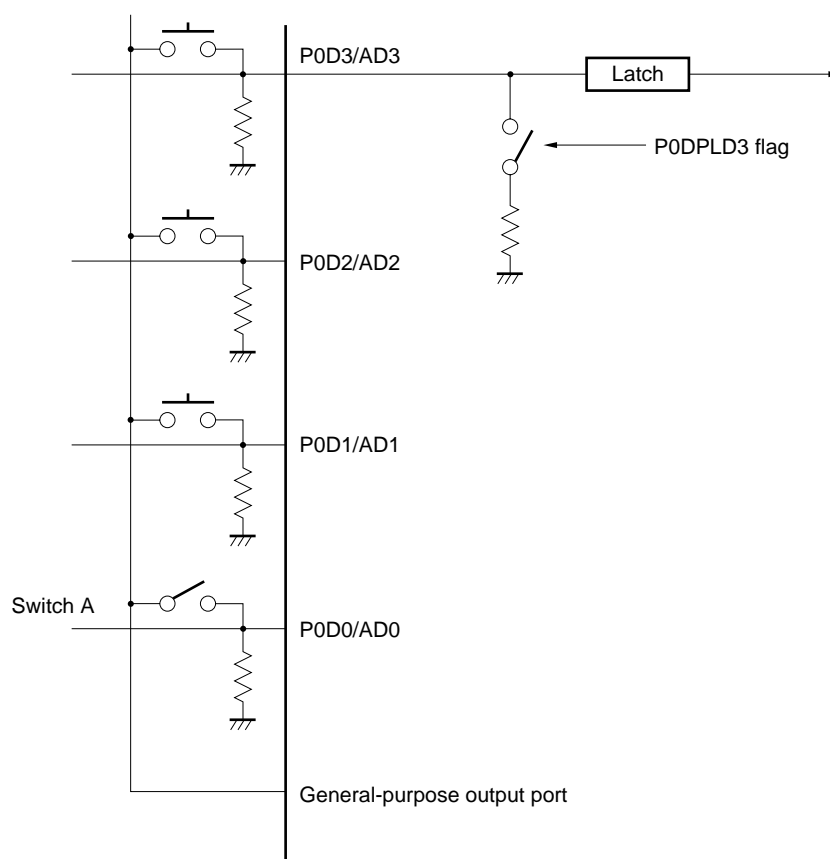 P0D3/AD3
Latch
P0DPLD3 flag
P0D2/AD2
P0D1/AD1
Switch A
P0D0/AD0
General-purpose output port